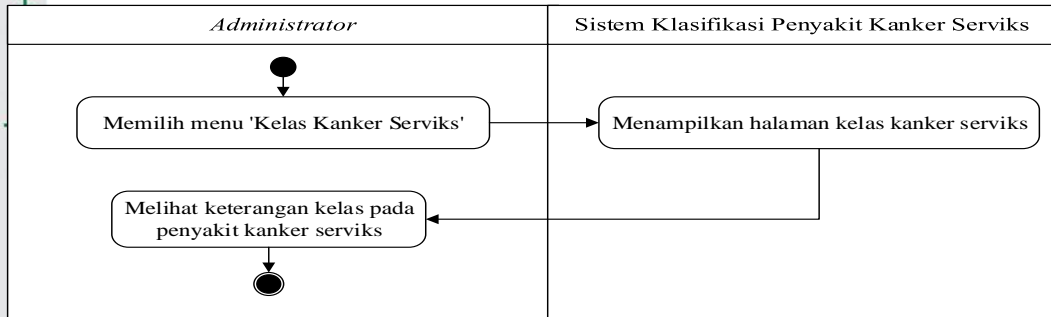 Administrator
Sistem Klasifikasi Penyakit Kanker Serviks
Memilih menu 'Kelas Kanker Serviks'
Menampilkan halaman kelas kanker serviks
Melihat keterangan kelas pada
penyakit kanker serviks